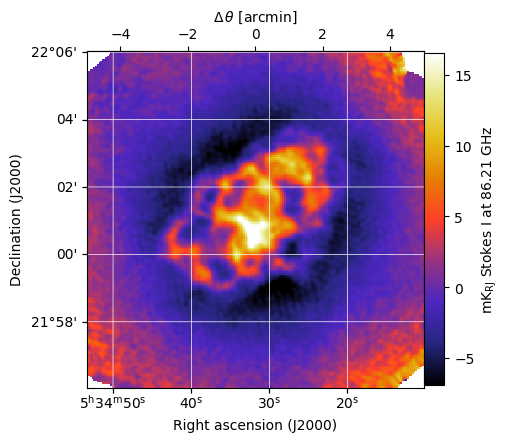 Δθ [arcmin]
−4 −2 0 2 4
22°06'
04'
02'
00'
21°58'
Declination (J2000)
5ʰ34ᵐ50ˢ 40ˢ 30ˢ 20ˢ
Right ascension (J2000)
15
10
5
0
−5
mK_RJ Stokes I at 86.21 GHz